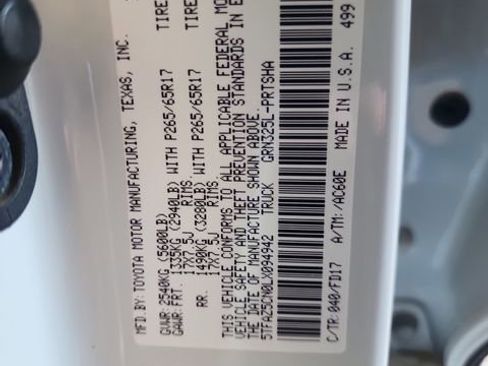 MFD. BY: TOYOTA MOTOR MANUFACTURING, TEXAS, INC.
GVWR: 2540KG (5600LB)
GAWR: FRT. 1335KG (2940LB) WITH P265/65R17 TIRE
17X7.5J RIMS
RR. 1490KG (3280LB) WITH P265/65R17 TIRE
17X7.5J RIMS
THIS VEHICLE CONFORMS TO ALL APPLICABLE FEDERAL MO
VEHICLE SAFETY AND THEFT PREVENTION STANDARDS IN E
THE DATE OF MANUFACTURE SHOWN ABOVE.
5TFAZ5CN0LX094942 TRUCK GRN325L-PRTSHA
C/TR: 040/FD17 A/TM: /AC60E MADE IN U.S.A. 499